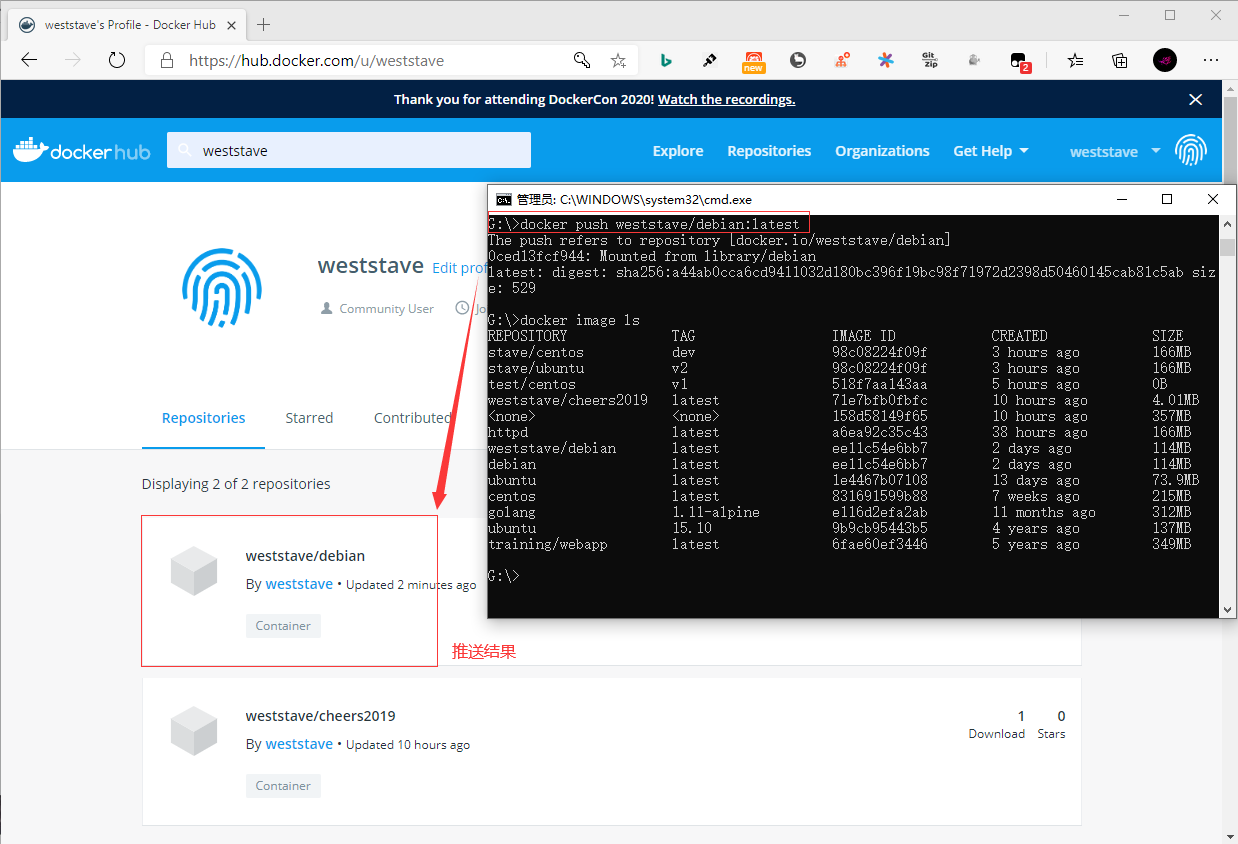 weststave's Profile - Docker Hub
https://hub.docker.com/u/weststave
new
Git
Zip
2
Thank you for attending DockerCon 2020! Watch the recordings.
docker hub
weststave
Explore
Repositories
Organizations
Get Help
weststave
管理员: C:\WINDOWS\system32\cmd.exe
G:\>docker push weststave/debian:latest
The push refers to repository [docker.io/weststave/debian]
0ced13fcf944: Mounted from library/debian
latest: digest: sha256:a44ab0cca6cd9411032d180bc396f19bc98f71972d2398d50460145cab81c5ab siz
e: 529
G:\>docker image ls
REPOSITORY TAG IMAGE ID CREATED SIZE
stave/centos dev 98c08224f09f 3 hours ago 166MB
stave/ubuntu v2 98c08224f09f 3 hours ago 166MB
test/centos v1 518f7aa143aa 5 hours ago 0B
weststave/cheers2019 latest 71e7bfb0fbfc 10 hours ago 4.01MB
<none> <none> 158d58149f65 10 hours ago 357MB
httpd latest a6ea92c35c43 38 hours ago 166MB
weststave/debian latest ee11c54e6bb7 2 days ago 114MB
debian latest ee11c54e6bb7 2 days ago 114MB
ubuntu latest 1e4467b07108 13 days ago 73.9MB
centos latest 831691599b88 7 weeks ago 215MB
golang 1.11-alpine e116d2efa2ab 11 months ago 312MB
ubuntu 15.10 9b9cb95443b5 4 years ago 137MB
training/webapp latest 6fae60ef3446 5 years ago 349MB
G:\>
weststave Edit prof
Community User Jo
Repositories
Starred
Contributed
Displaying 2 of 2 repositories
weststave/debian
By weststave • Updated 2 minutes ago
Container
推送结果
weststave/cheers2019
By weststave • Updated 10 hours ago
Container
1 0
Download Stars